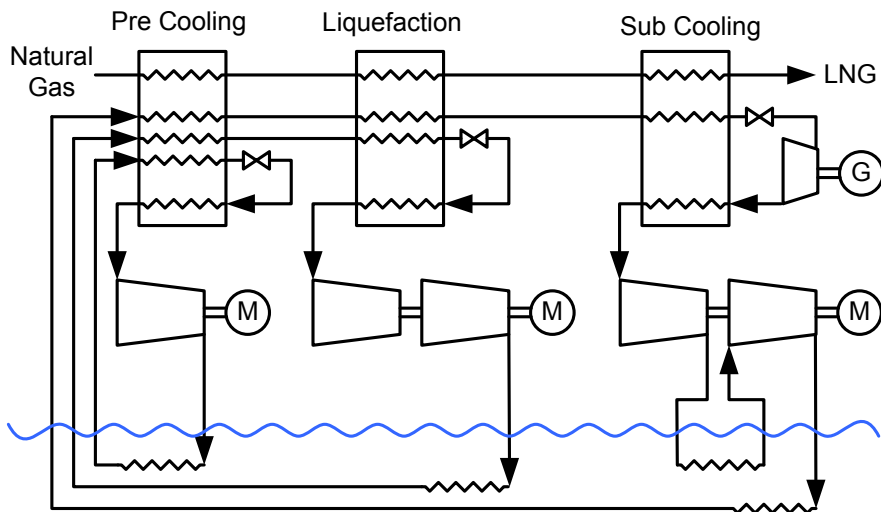 Pre Cooling
Liquefaction
Sub Cooling
Natural
Gas
LNG
G
M
M
M